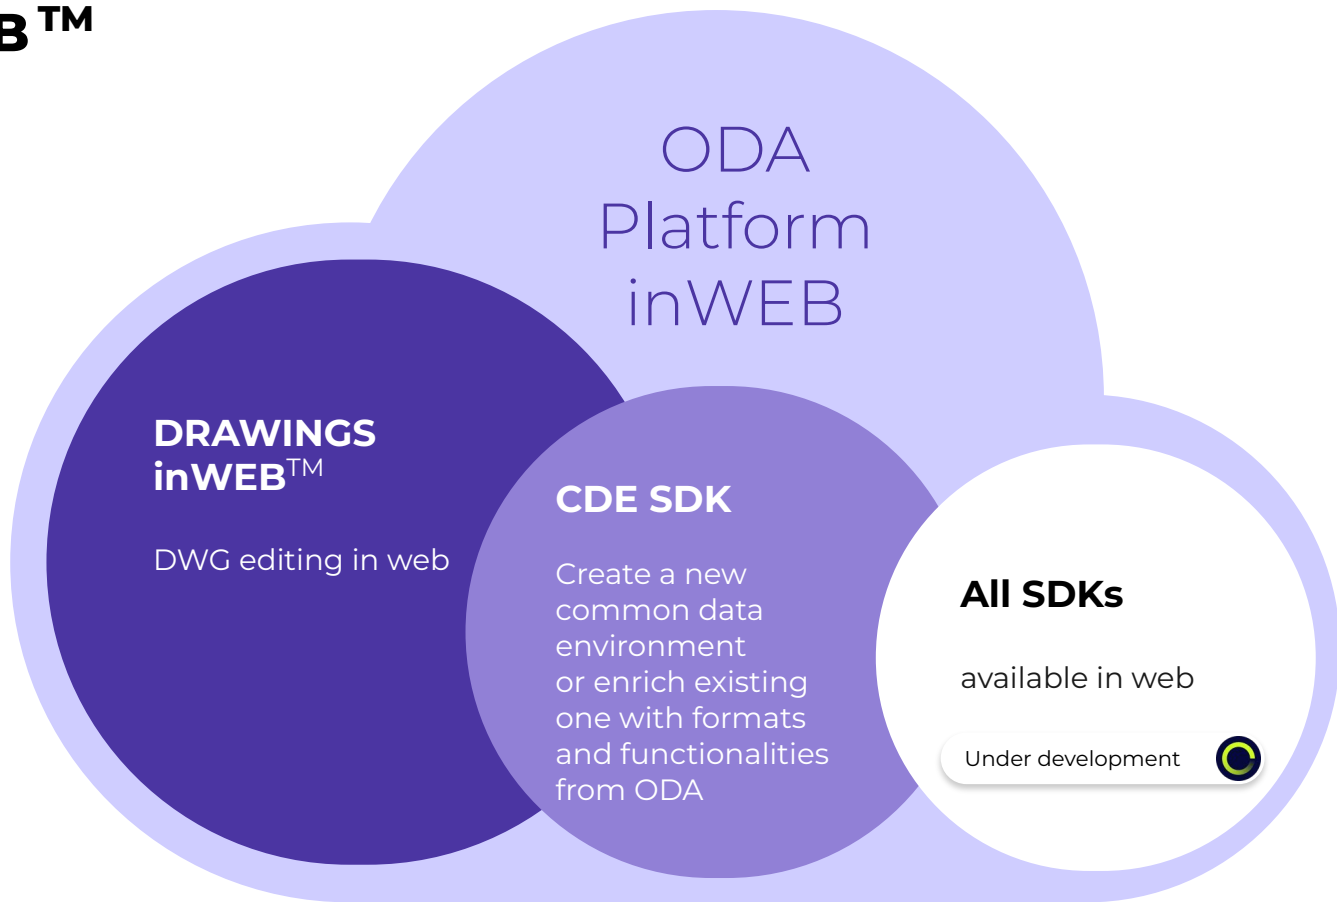 B™
ODA
Platform
inWEB
DRAWINGS
inWEB™
DWG editing in web
CDE SDK
Create a new
common data
environment
or enrich existing
one with formats
and functionalities
from ODA
All SDKs
available in web
Under development